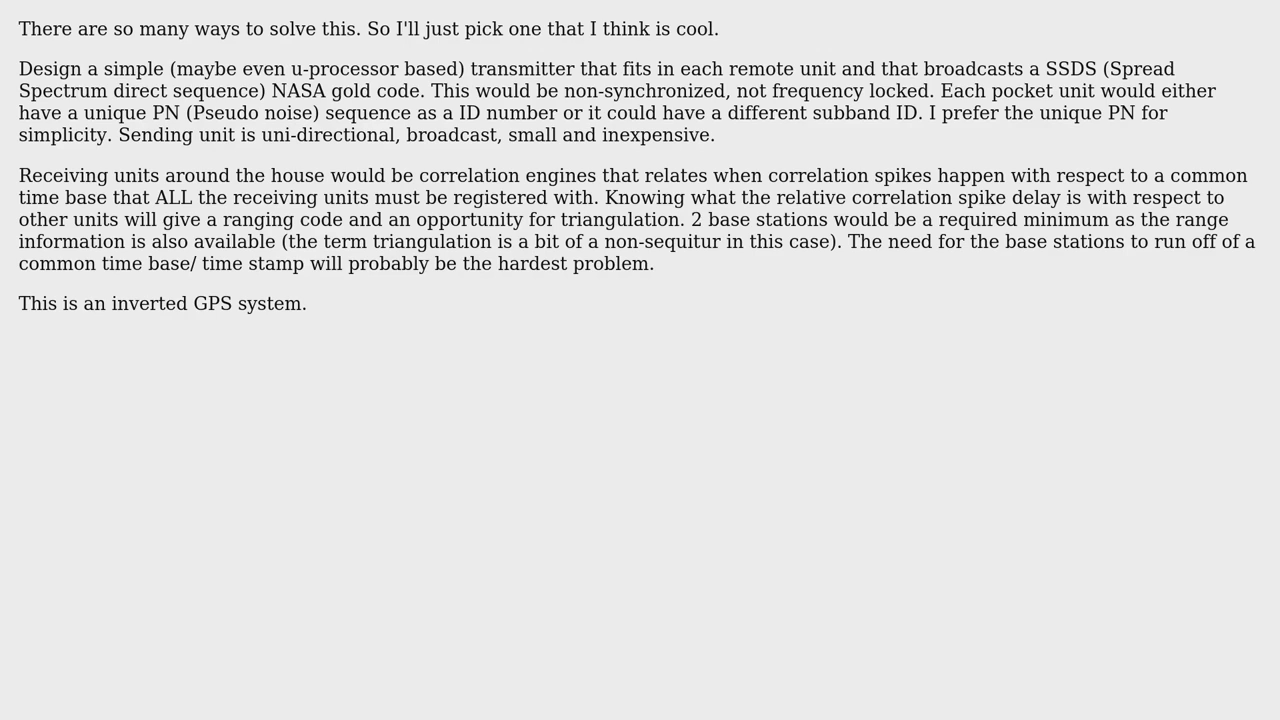 There are so many ways to solve this. So I'll just pick one that I think is cool.
Design a simple (maybe even u-processor based) transmitter that fits in each remote unit and that broadcasts a SSDS (Spread
Spectrum direct sequence) NASA gold code. This would be non-synchronized, not frequency locked. Each pocket unit would either
have a unique PN (Pseudo noise) sequence as a ID number or it could have a different subband ID. I prefer the unique PN for
simplicity. Sending unit is uni-directional, broadcast, small and inexpensive.
Receiving units around the house would be correlation engines that relates when correlation spikes happen with respect to a common
time base that ALL the receiving units must be registered with. Knowing what the relative correlation spike delay is with respect to
other units will give a ranging code and an opportunity for triangulation. 2 base stations would be a required minimum as the range
information is also available (the term triangulation is a bit of a non-sequitur in this case). The need for the base stations to run off of a
common time base/ time stamp will probably be the hardest problem.
This is an inverted GPS system.